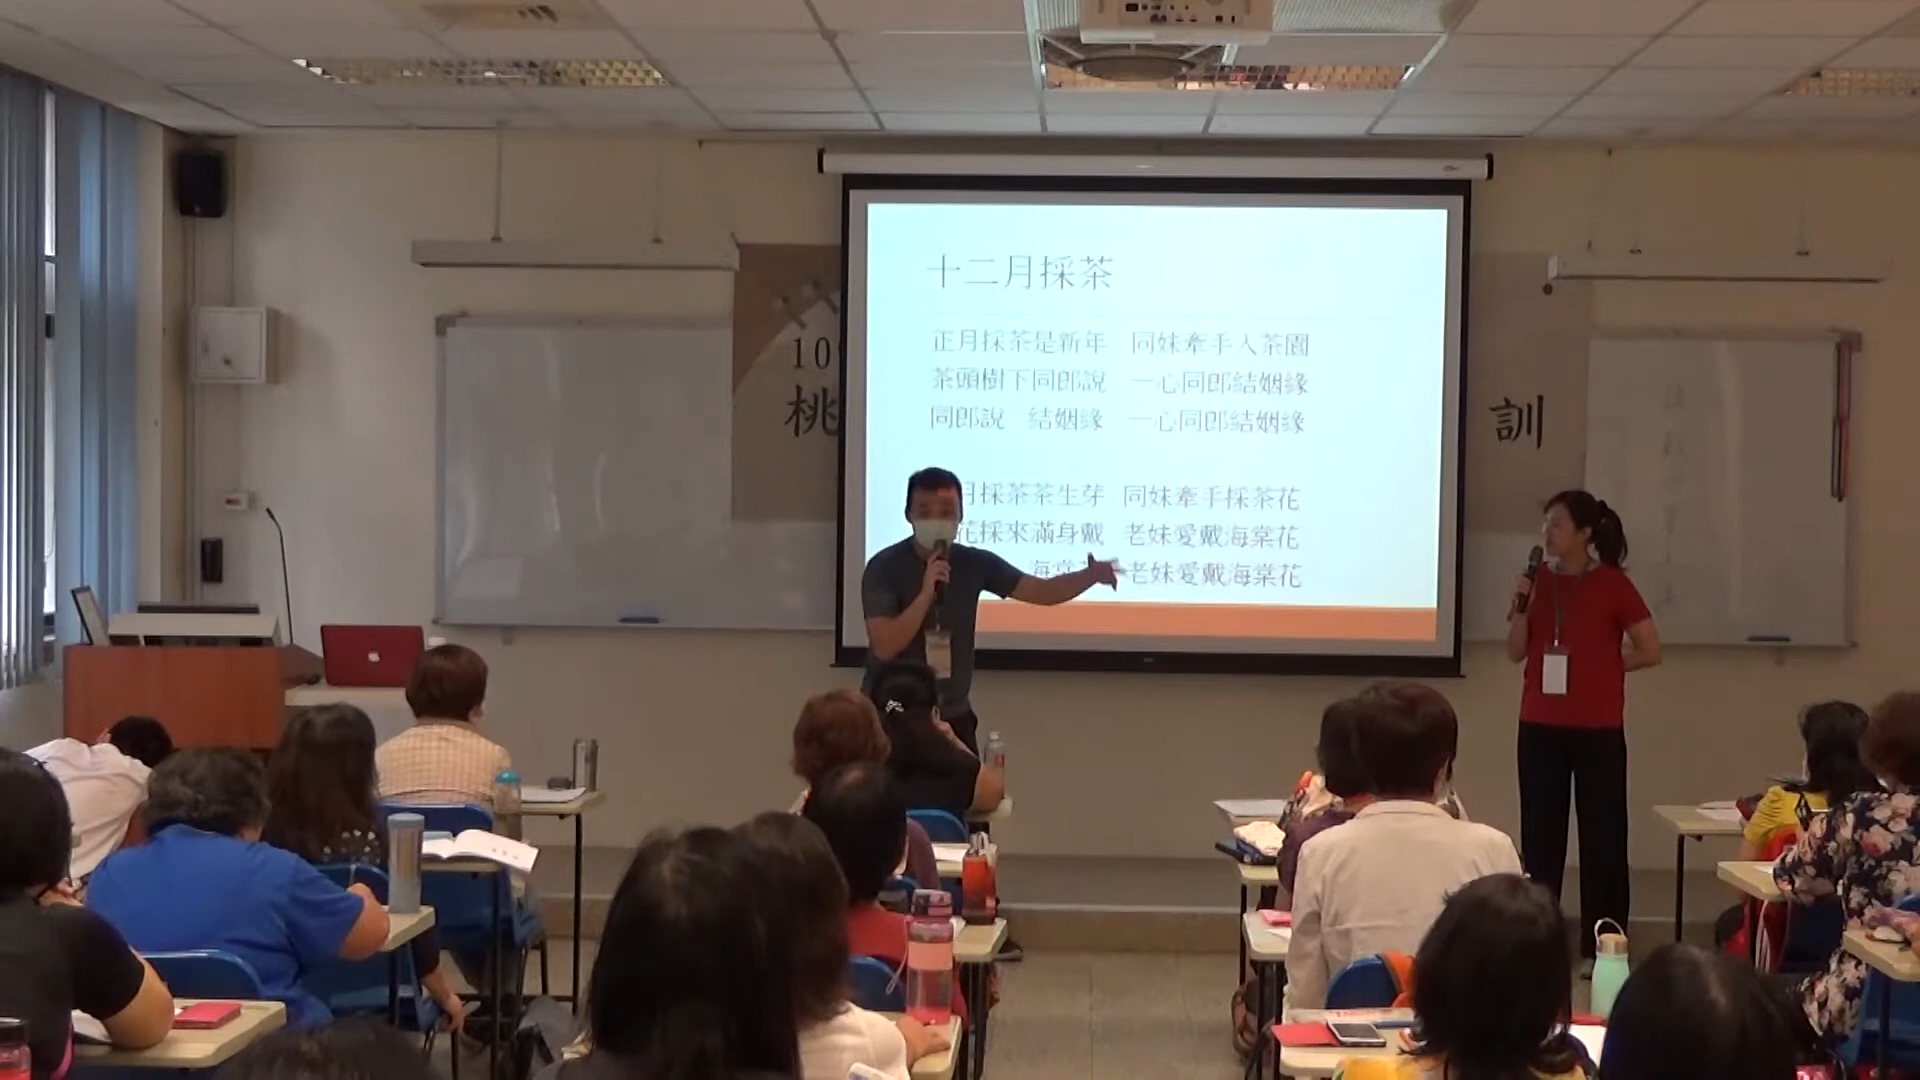 十二月採茶
正月採茶是新年 同妹牽手入茶園
茶頭樹下同郎說 一心同郎結姻緣
同郎說 結姻緣 一心同郎結姻緣
月採茶茶生芽 同妹牽手採茶花
花採來滿身戴 老妹愛戴海棠花
海棠 老妹愛戴海棠花
10
桃
訓